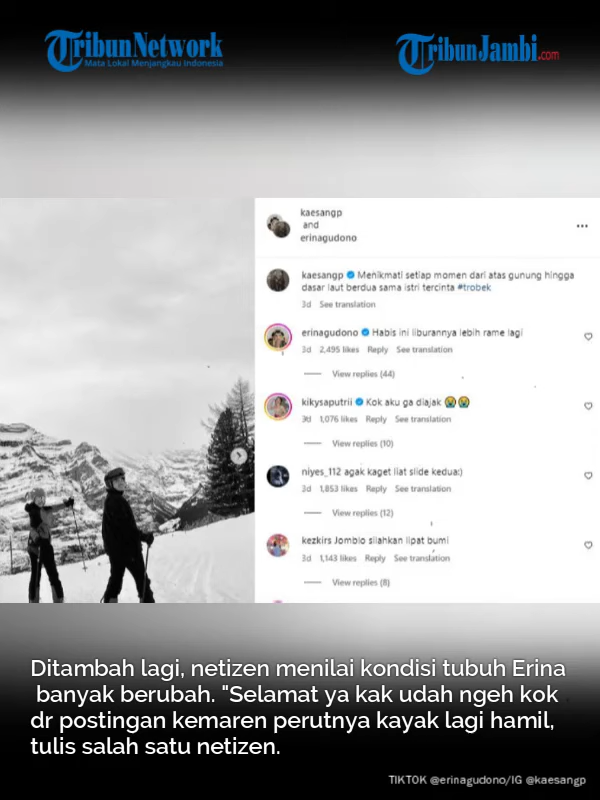 TribunNetwork
Mata Lokal Menjangkau Indonesia
TribunJambi.com
kaesangp
and
erinagudono
kaesangp Menikmati setiap momen dari atas gunung hingga
dasar laut berdua sama istri tercinta #trobek
3d See translation
erinagudono Habis ini liburannya lebih rame lagi
3d 2,495 likes Reply See translation
View replies (44)
kikysaputrii Kok aku ga diajak 😭😭
3d 1,076 likes Reply See translation
View replies (10)
niyes_112 agak kaget liat slide kedua:)
3d 1,853 likes Reply See translation
View replies (12)
kezkirs Jomblo silahkan lipat bumi
3d 1,143 likes Reply See translation
View replies (8)
Ditambah lagi, netizen menilai kondisi tubuh Erina
banyak berubah. "Selamat ya kak udah ngeh kok
dr postingan kemaren perutnya kayak lagi hamil,
tulis salah satu netizen.
TIKTOK @erinagudono/IG @kaesangp